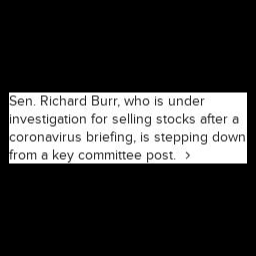 Sen. Richard Burr, who is under
investigation for selling stocks after a
coronavirus briefing, is stepping down
from a key committee post. >